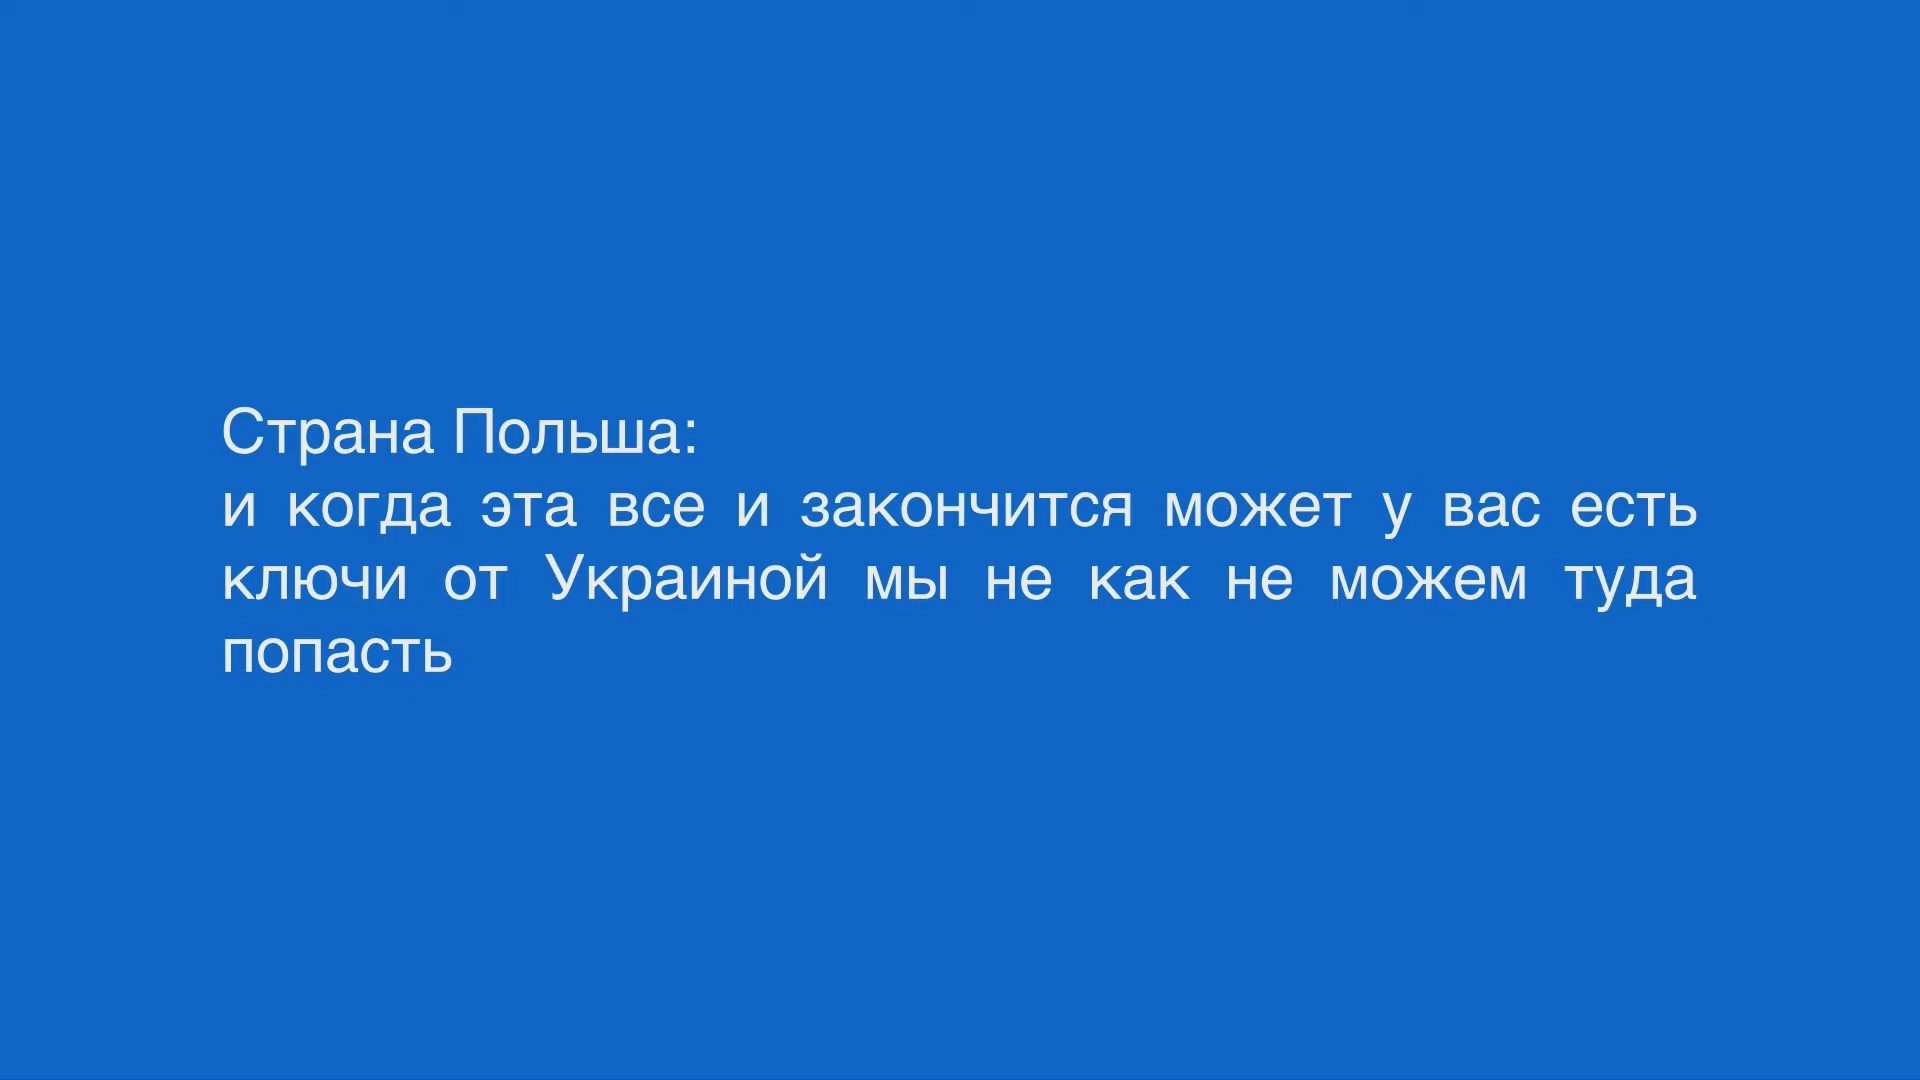 Страна Польша:
и когда эта все и закончится может у вас есть
ключи от Украиной мы не как не можем туда
попасть